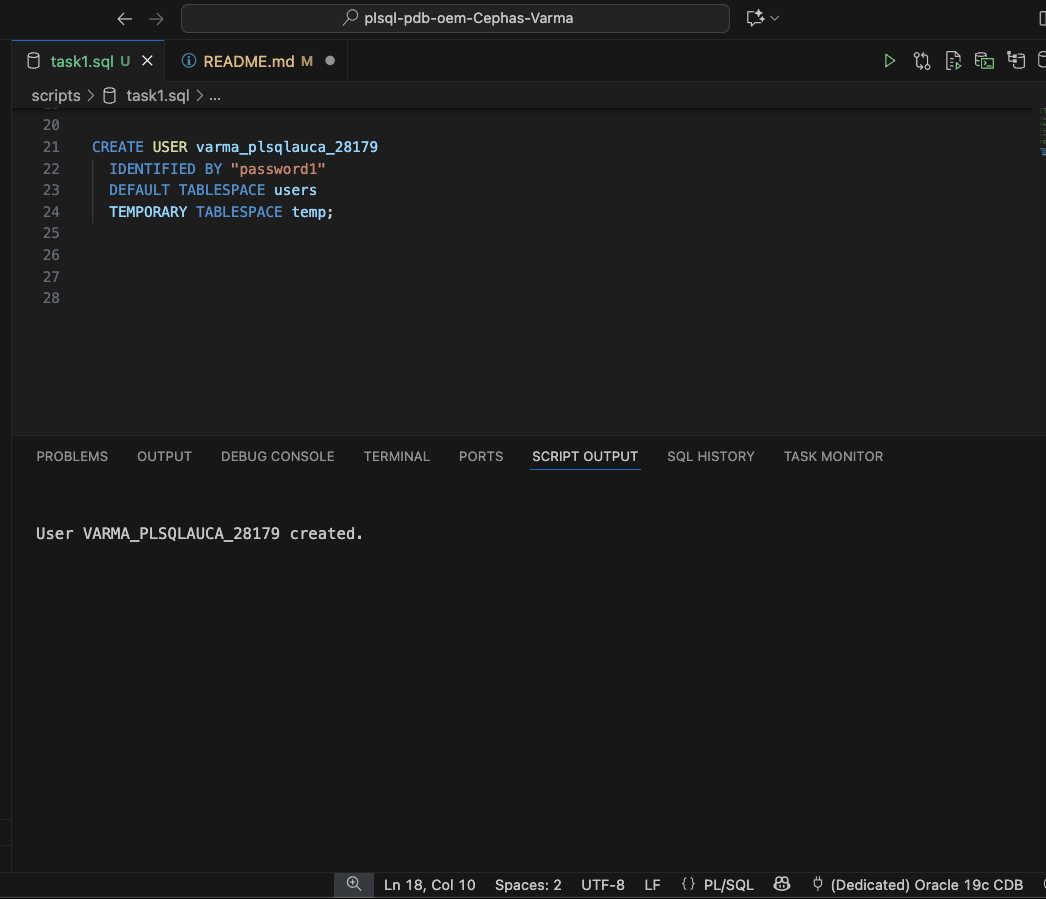 plsql-pdb-oem-Cephas-Varma
task1.sql U README.md M
scripts > task1.sql > ...
20
21 CREATE USER varma_plsqlauca_28179
22 IDENTIFIED BY "password1"
23 DEFAULT TABLESPACE users
24 TEMPORARY TABLESPACE temp;
25
26
27
28
PROBLEMS OUTPUT DEBUG CONSOLE TERMINAL PORTS SCRIPT OUTPUT SQL HISTORY TASK MONITOR
User VARMA_PLSQLAUCA_28179 created.
Ln 18, Col 10 Spaces: 2 UTF-8 LF {} PL/SQL (Dedicated) Oracle 19c CDB